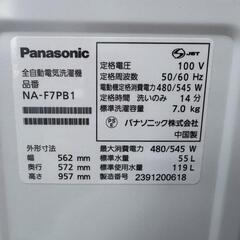 Panasonic
全自動電気洗濯機
品番
NA-F7PB1
外形寸法
幅 562 mm
奥行 572 mm
高さ 957 mm
JET
定格電圧 100 V
定格周波数 50/60 Hz
電動機定格消費電力 480/545 W
定格時間 洗いのみ 14 分
標準洗濯容量 7.0 kg
パナソニック株式会社
中国製
最大消費電力 480/545 W
標準水量 55 L
標準使用水量 119 L
製造番号 2391200618